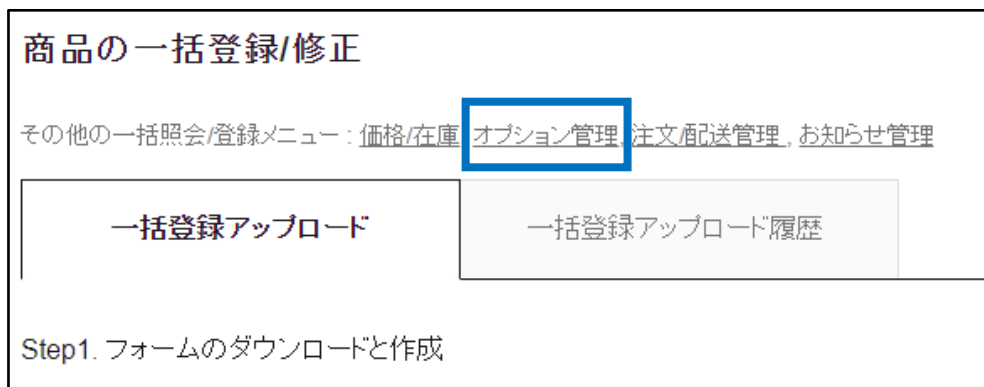 商品の一括登録/修正
その他の一括照会/登録メニュー : 価格/在庫, オプション管理, 注文/配送管理 , お知らせ管理
一括登録アップロード
一括登録アップロード履歴
Step1. フォームのダウンロードと作成